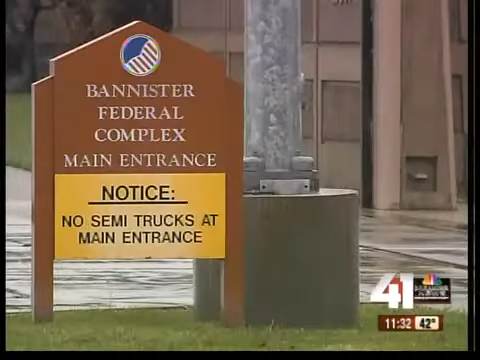 BANNISTER
FEDERAL
COMPLEX
MAIN ENTRANCE
NOTICE:
NO SEMI TRUCKS AT
MAIN ENTRANCE
41
11:32 42°